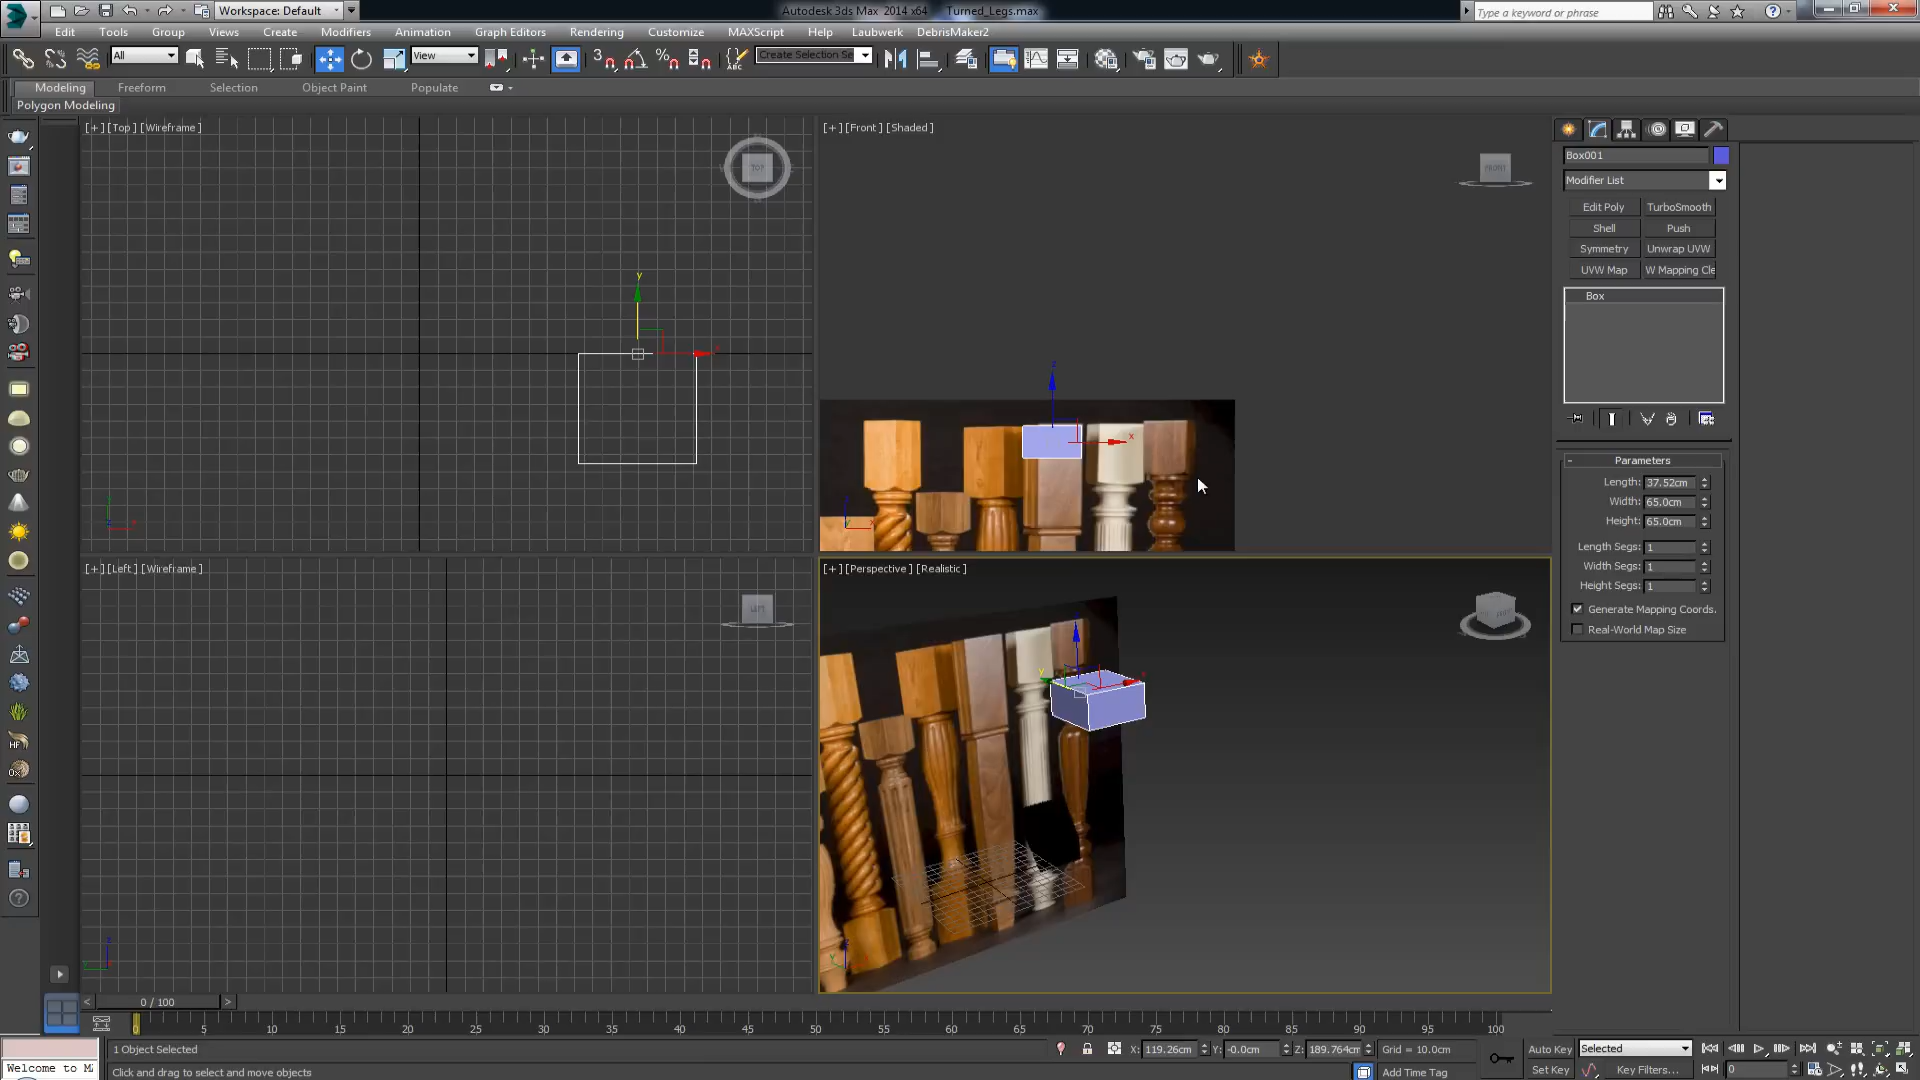 Workspace: Default
Autodesk 3ds Max 2014 x64 Turned_Legs.max
Type a keyword or phrase
Edit Tools Group Views Create Modifiers Animation Graph Editors Rendering Customize MAXScript Help Laubwerk DebrisMaker2
All
View
Create Selection Se
Modeling Freeform Selection Object Paint Populate
Polygon Modeling
[+] [Top] [Wireframe]
TOP
[+] [Front] [Shaded]
FRONT
Box001
Modifier List
Edit Poly TurboSmooth
Shell Push
Symmetry Unwrap UVW
UVW Map W Mapping Cle
Box
Parameters
Length: 37.52cm
Width: 65.0cm
Height: 65.0cm
Length Segs: 1
Width Segs: 1
Height Segs: 1
Generate Mapping Coords.
Real-World Map Size
[+] [Left] [Wireframe]
LEFT
[+] [Perspective] [Realistic]
0 / 100
0 5 10 15 20 25 30 35 40 45 50 55 60 65 70 75 80 85 90 95 100
1 Object Selected
X: 119.26cm Y: -0.0cm Z: 189.764cm Grid = 10.0cm
Auto Key Selected
Welcome to M
Click and drag to select and move objects
Add Time Tag
Set Key Key Filters... 0